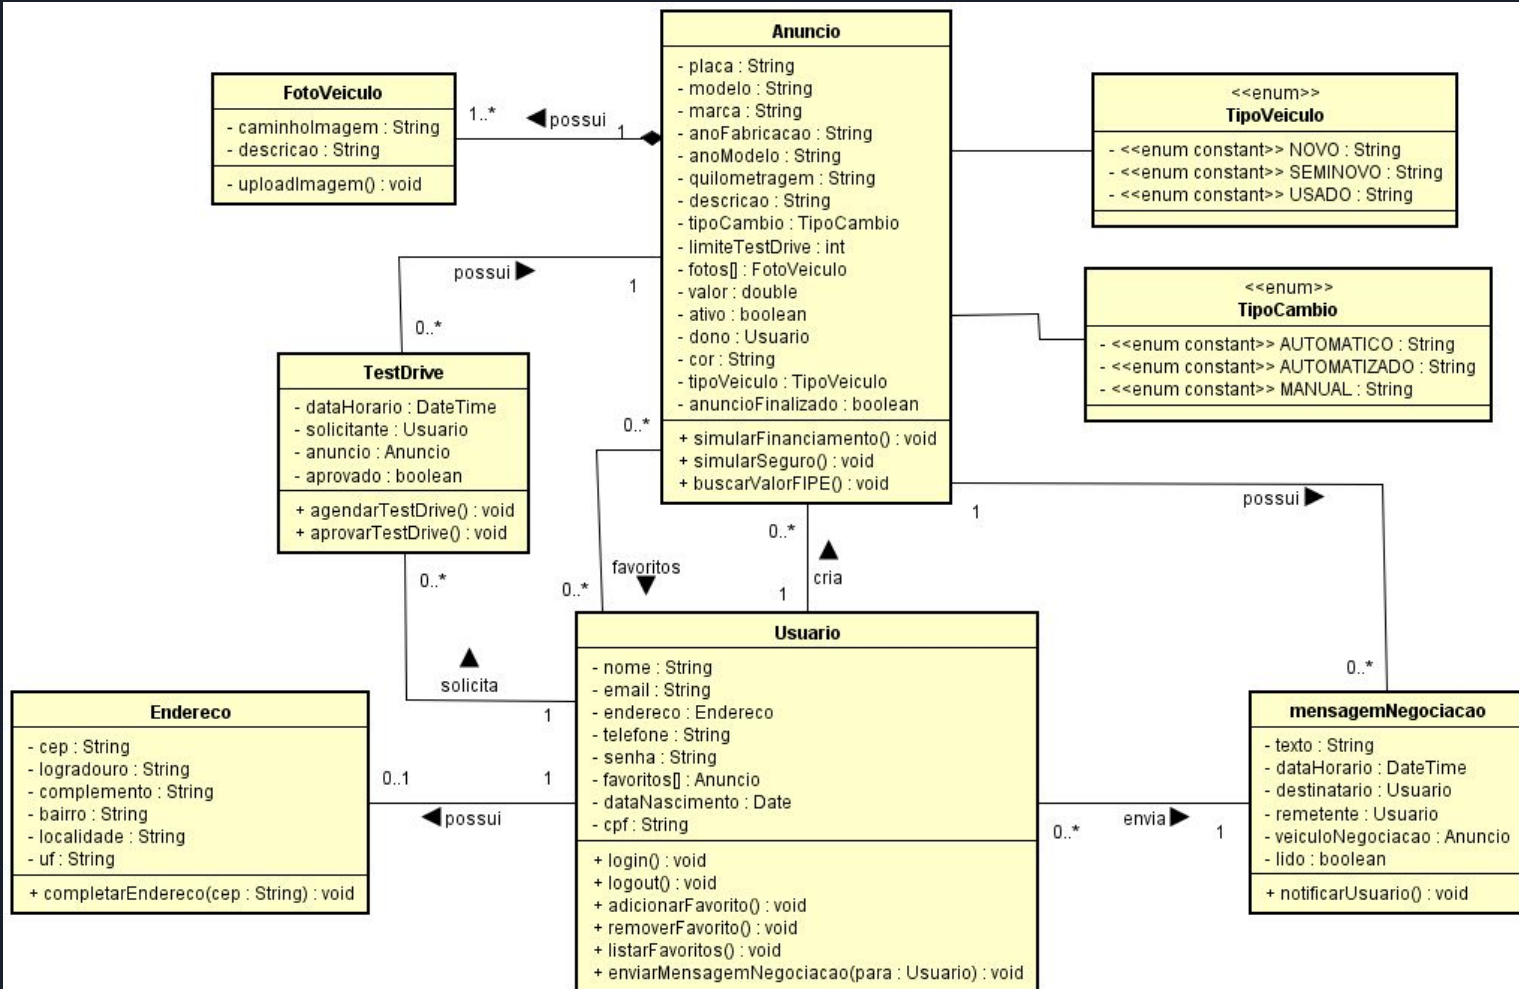 Anuncio
- placa : String
- modelo : String
- marca : String
- anoFabricacao : String
- anoModelo : String
- quilometragem : String
- descricao : String
- tipoCambio : TipoCambio
- limiteTestDrive : int
- fotos[] : FotoVeiculo
- valor : double
- ativo : boolean
- dono : Usuario
- cor : String
- tipoVeiculo : TipoVeiculo
- anuncioFinalizado : boolean
+ simularFinanciamento() : void
+ simularSeguro() : void
+ buscarValorFIPE() : void
FotoVeiculo
- caminhoImagem : String
- descricao : String
- uploadImagem() : void
1..*
possui
1
<<enum>>
TipoVeiculo
- <<enum constant>> NOVO : String
- <<enum constant>> SEMINOVO : String
- <<enum constant>> USADO : String
<<enum>>
TipoCambio
- <<enum constant>> AUTOMATICO : String
- <<enum constant>> AUTOMATIZADO : String
- <<enum constant>> MANUAL : String
possui
1
0..*
TestDrive
- dataHorario : DateTime
- solicitante : Usuario
- anuncio : Anuncio
- aprovado : boolean
+ agendarTestDrive() : void
+ aprovarTestDrive() : void
0..*
favoritos
0..*
0..*
cria
1
1
possui
0..*
0..*
solicita
1
Usuario
- nome : String
- email : String
- endereco : Endereco
- telefone : String
- senha : String
- favoritos[] : Anuncio
- dataNascimento : Date
- cpf : String
+ login() : void
+ logout() : void
+ adicionarFavorito() : void
+ removerFavorito() : void
+ listarFavoritos() : void
+ enviarMensagemNegociacao(para : Usuario) : void
Endereco
- cep : String
- logradouro : String
- complemento : String
- bairro : String
- localidade : String
- uf : String
+ completarEndereco(cep : String) : void
0..1
1
possui
0..*
envia
1
mensagemNegociacao
- texto : String
- dataHorario : DateTime
- destinatario : Usuario
- remetente : Usuario
- veiculoNegociacao : Anuncio
- lido : boolean
+ notificarUsuario() : void